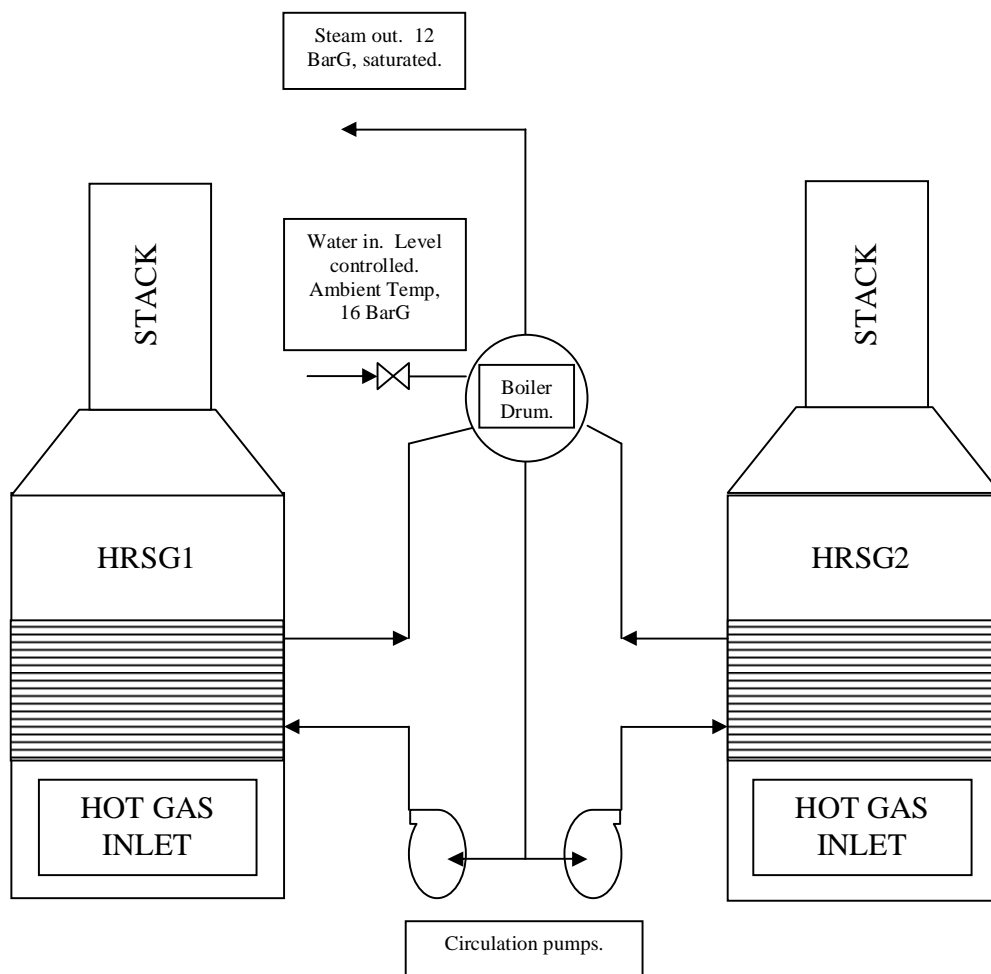 Steam out.  12
BarG, saturated.
STACK
STACK
Water in.  Level
controlled.
Ambient Temp,
16 BarG
Boiler
Drum.
HRSG1
HRSG2
HOT GAS
INLET
HOT GAS
INLET
Circulation pumps.